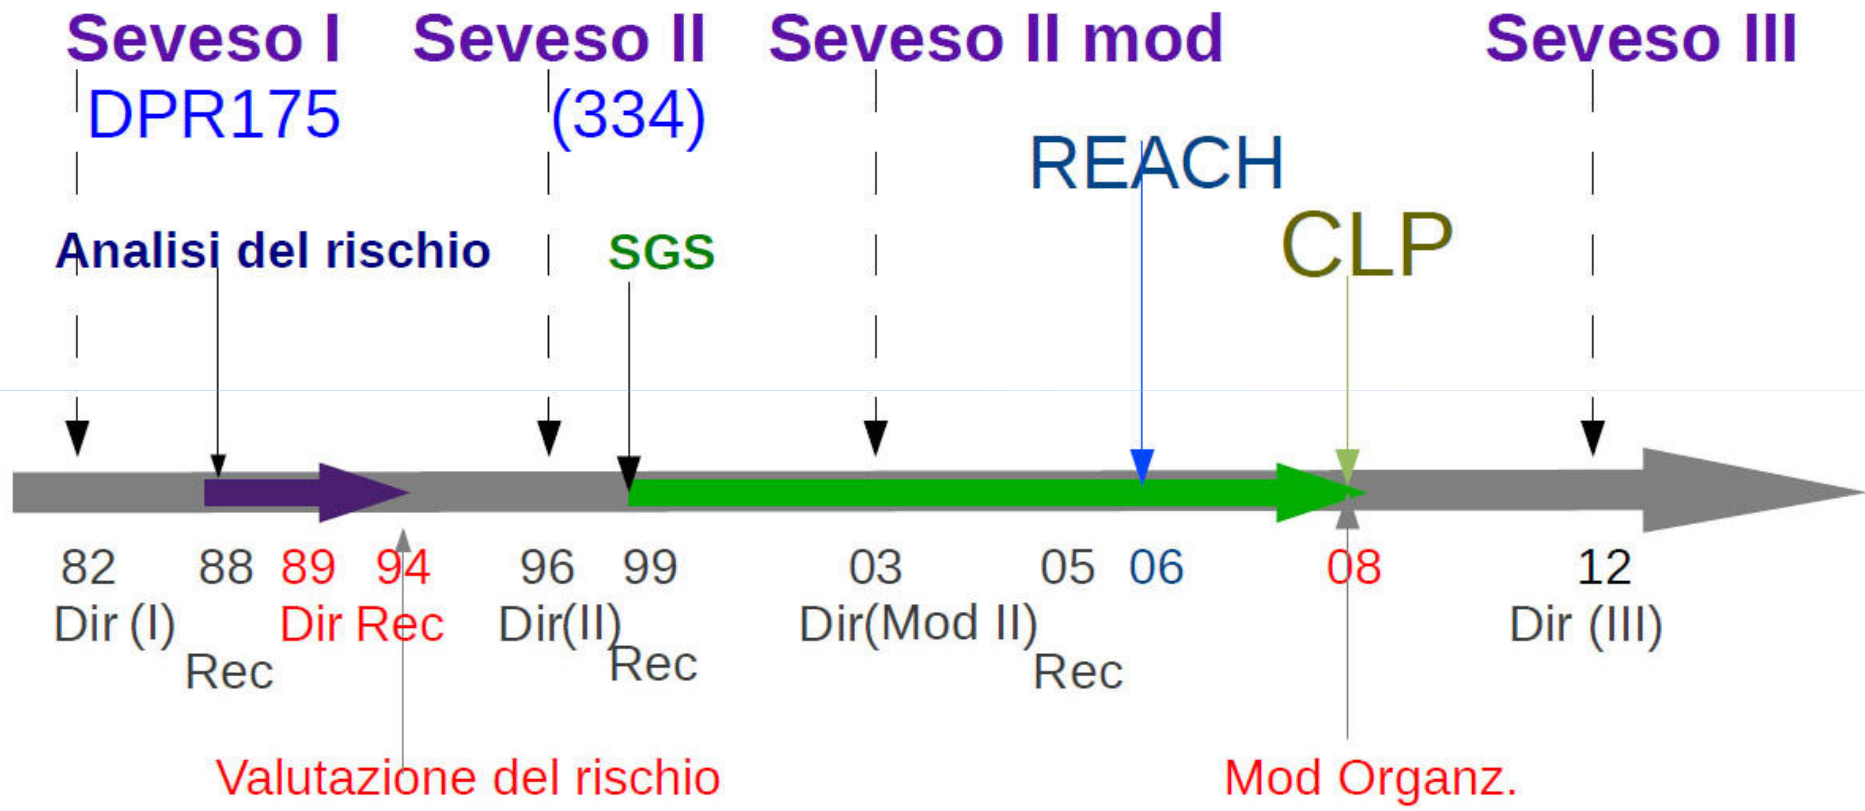 Seveso I Seveso II Seveso II mod Seveso III
DPR175 (334)
REACH
CLP
Analisi del rischio SGS
82 88 89 94 96 99 03 05 06 08 12
Dir (I) Dir Rec Dir(II) Dir(Mod II) Dir (III)
Rec Rec Rec
Valutazione del rischio Mod Organz.